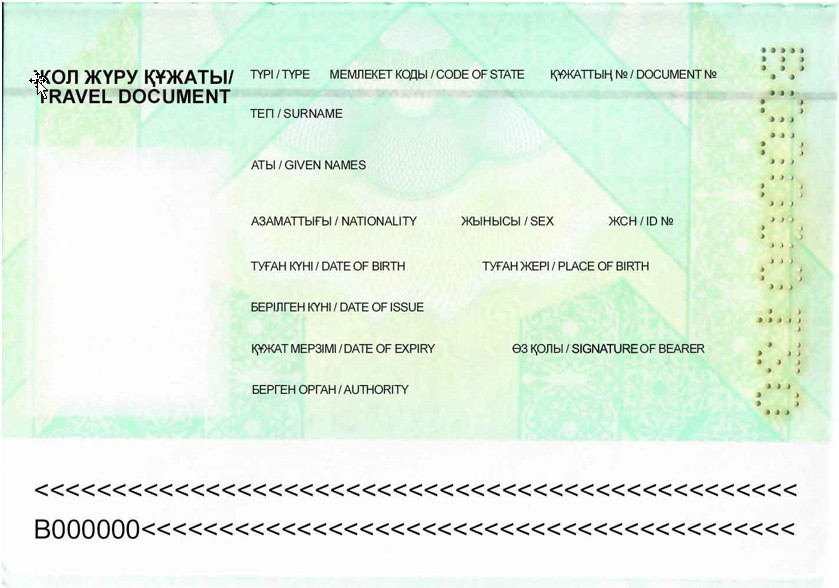 ЖОЛ ЖҮРУ ҚҰЖАТЫ/
TRAVEL DOCUMENT
ТҮРІ / TYPE МЕМЛЕКЕТ КОДЫ / CODE OF STATE ҚҰЖАТТЫҢ № / DOCUMENT №
ТЕП / SURNAME
АТЫ / GIVEN NAMES
АЗАМАТТЫҒЫ / NATIONALITY ЖЫНЫСЫ / SEX ЖСН / ID №
ТУҒАН КҮНІ / DATE OF BIRTH ТУҒАН ЖЕРІ / PLACE OF BIRTH
БЕРІЛГЕН КҮНІ / DATE OF ISSUE
ҚҰЖАТ МЕРЗІМІ / DATE OF EXPIRY ӨЗ ҚОЛЫ / SIGNATURE OF BEARER
БЕРГЕН ОРГАН / AUTHORITY
<<<<<<<<<<<<<<<<<<<<<<<<<<<<<<<<<<<<<<<<<<<<
B000000<<<<<<<<<<<<<<<<<<<<<<<<<<<<<<<<<<<<<